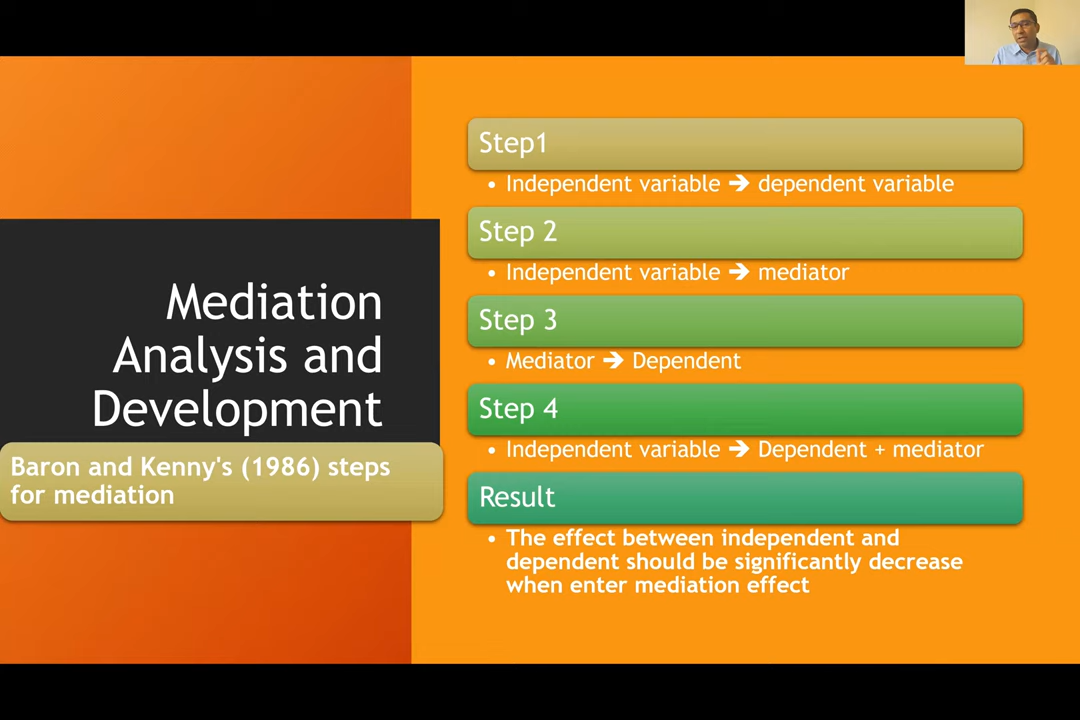 Mediation
Analysis and
Development
Baron and Kenny's (1986) steps
for mediation
Step1
• Independent variable ➔ dependent variable
Step 2
• Independent variable ➔ mediator
Step 3
• Mediator ➔ Dependent
Step 4
• Independent variable ➔ Dependent + mediator
Result
• The effect between independent and
dependent should be significantly decrease
when enter mediation effect